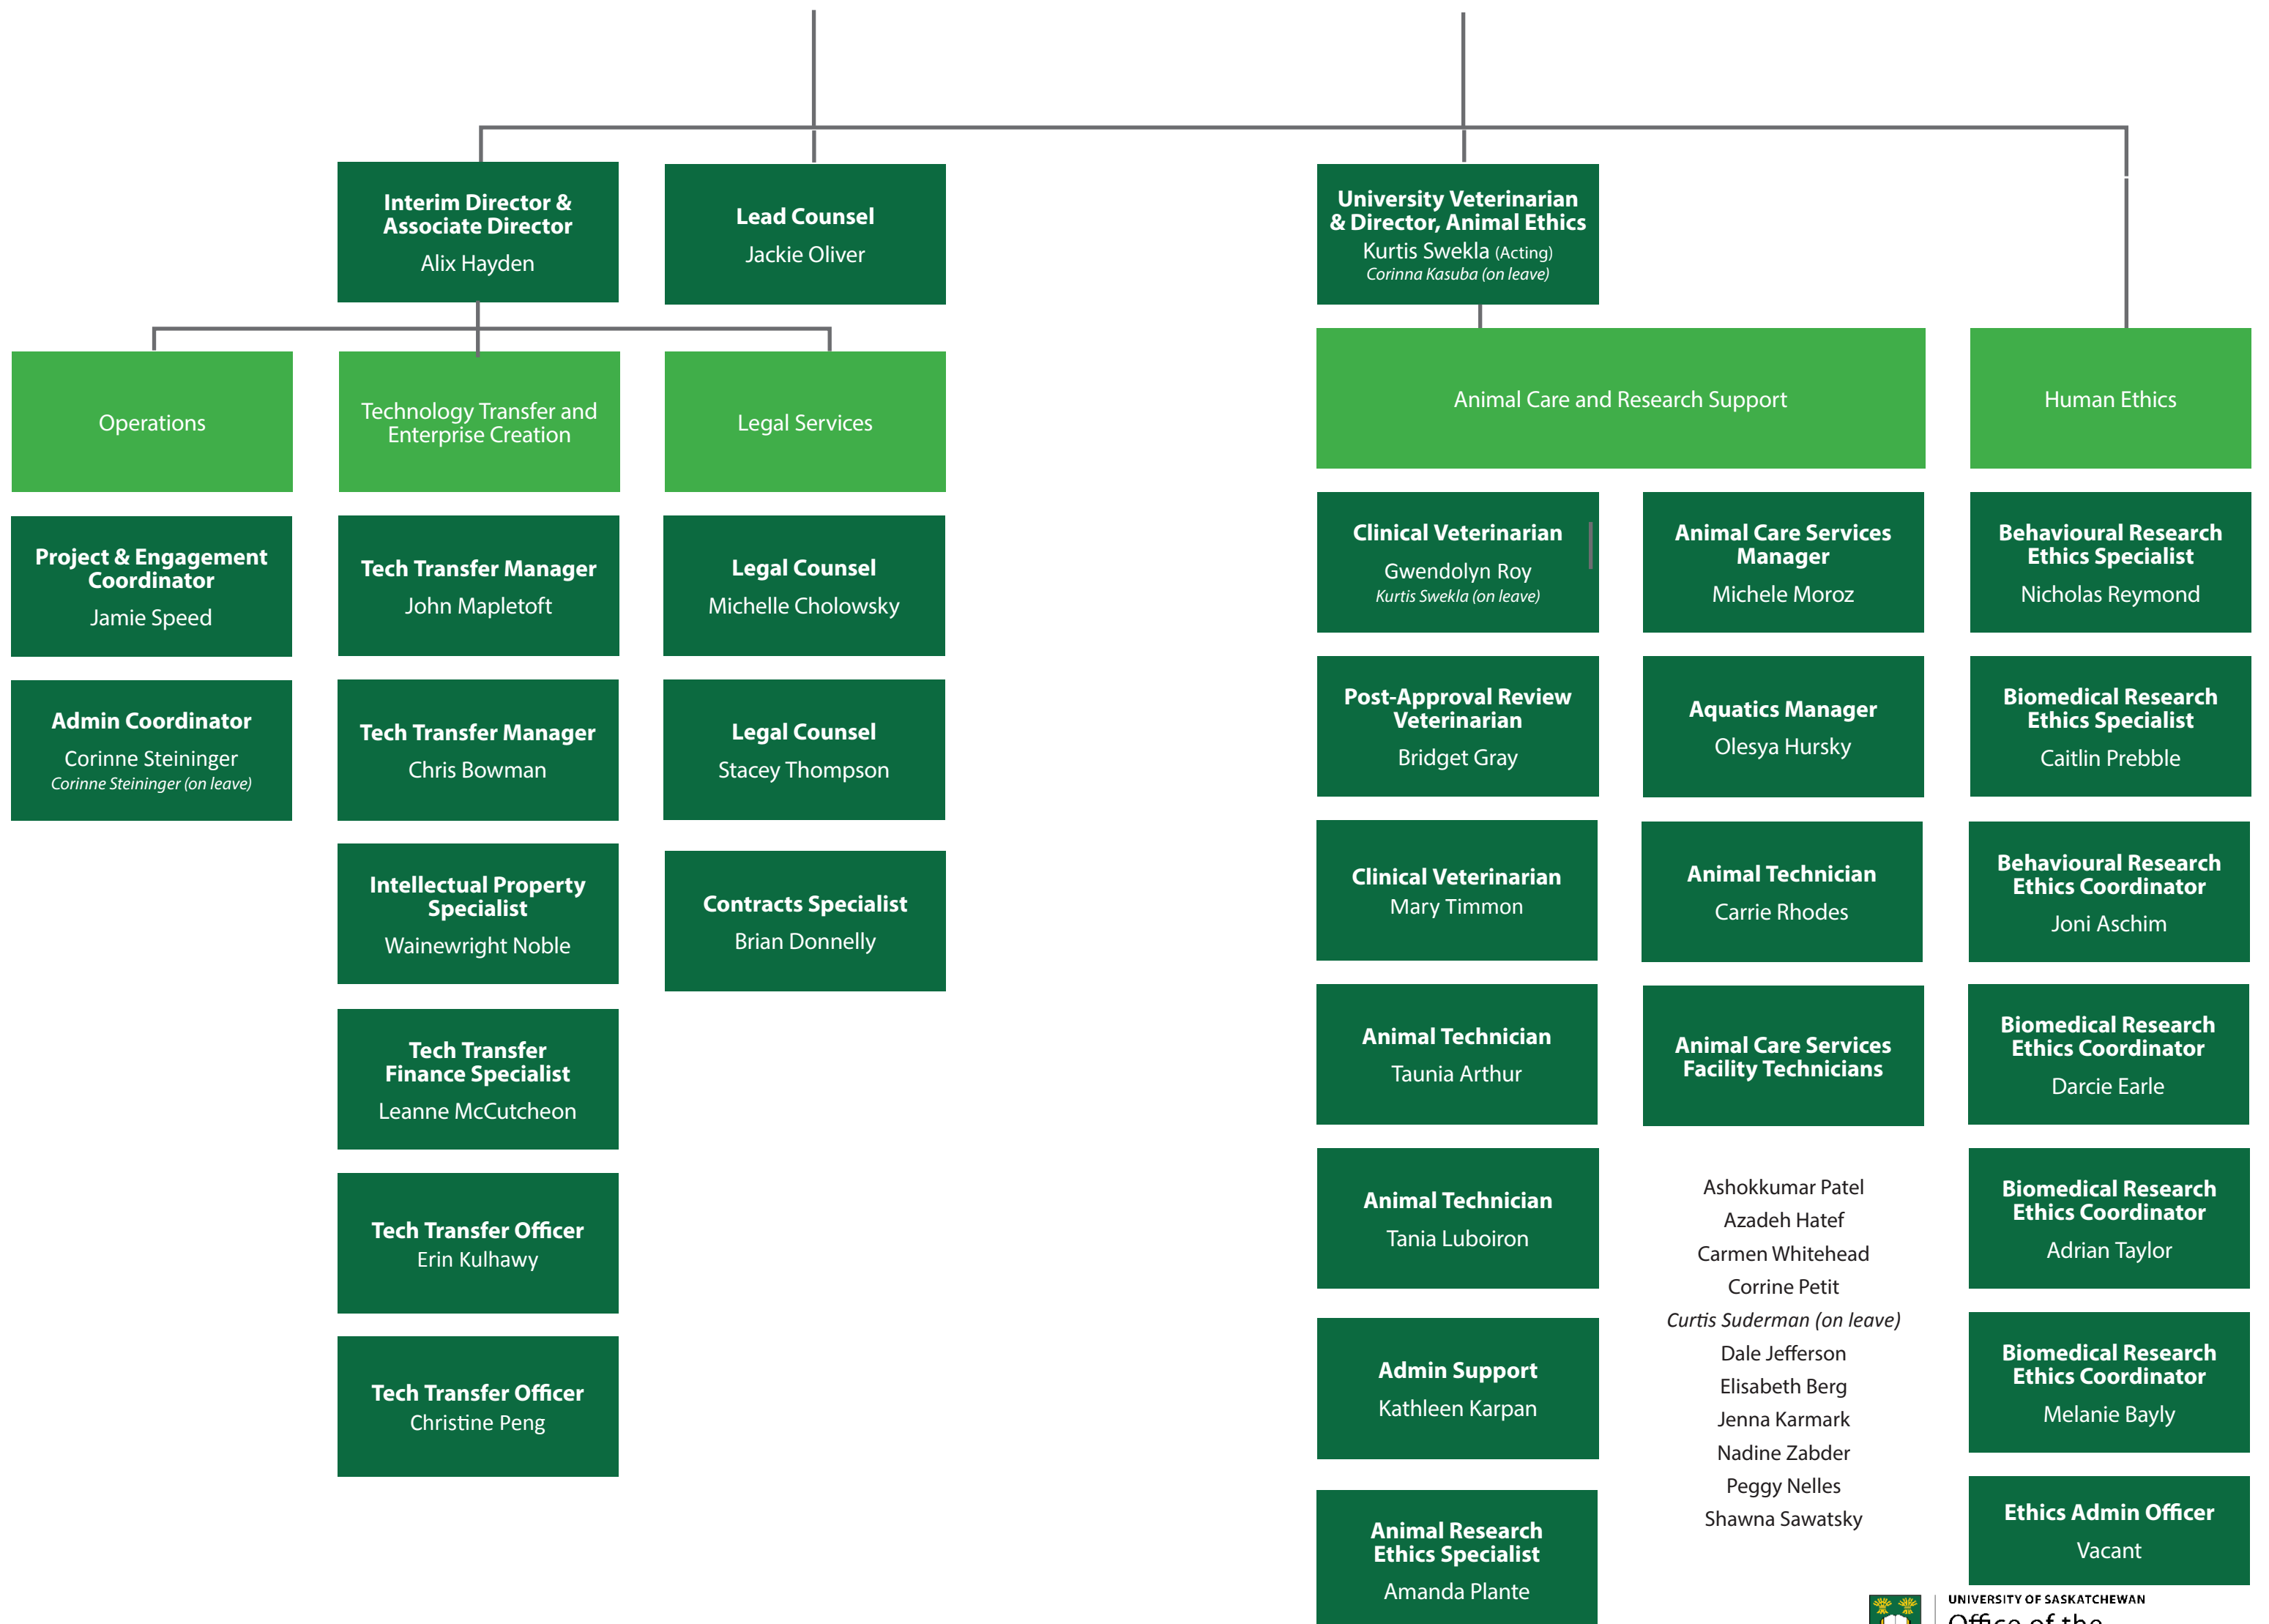 Interim Director &
Associate Director
Alix Hayden
Lead Counsel
Jackie Oliver
University Veterinarian
& Director, Animal Ethics
Kurtis Swekla (Acting)
Corinna Kasuba (on leave)
Operations
Technology Transfer and
Enterprise Creation
Legal Services
Animal Care and Research Support
Human Ethics
Project & Engagement
Coordinator
Jamie Speed
Admin Coordinator
Corinne Steininger
Corinne Steininger (on leave)
Tech Transfer Manager
John Mapletoft
Tech Transfer Manager
Chris Bowman
Intellectual Property
Specialist
Wainewright Noble
Tech Transfer
Finance Specialist
Leanne McCutcheon
Tech Transfer Officer
Erin Kulhawy
Tech Transfer Officer
Christine Peng
Legal Counsel
Michelle Cholowsky
Legal Counsel
Stacey Thompson
Contracts Specialist
Brian Donnelly
Clinical Veterinarian
Gwendolyn Roy
Kurtis Swekla (on leave)
Post-Approval Review
Veterinarian
Bridget Gray
Clinical Veterinarian
Mary Timmon
Animal Technician
Taunia Arthur
Animal Technician
Tania Luboiron
Admin Support
Kathleen Karpan
Animal Research
Ethics Specialist
Amanda Plante
Animal Care Services
Manager
Michele Moroz
Aquatics Manager
Olesya Hursky
Animal Technician
Carrie Rhodes
Animal Care Services
Facility Technicians
Ashokkumar Patel
Azadeh Hatef
Carmen Whitehead
Corrine Petit
Curtis Suderman (on leave)
Dale Jefferson
Elisabeth Berg
Jenna Karmark
Nadine Zabder
Peggy Nelles
Shawna Sawatsky
Behavioural Research
Ethics Specialist
Nicholas Reymond
Biomedical Research
Ethics Specialist
Caitlin Prebble
Behavioural Research
Ethics Coordinator
Joni Aschim
Biomedical Research
Ethics Coordinator
Darcie Earle
Biomedical Research
Ethics Coordinator
Adrian Taylor
Biomedical Research
Ethics Coordinator
Melanie Bayly
Ethics Admin Officer
Vacant
UNIVERSITY OF SASKATCHEWAN
Office of the